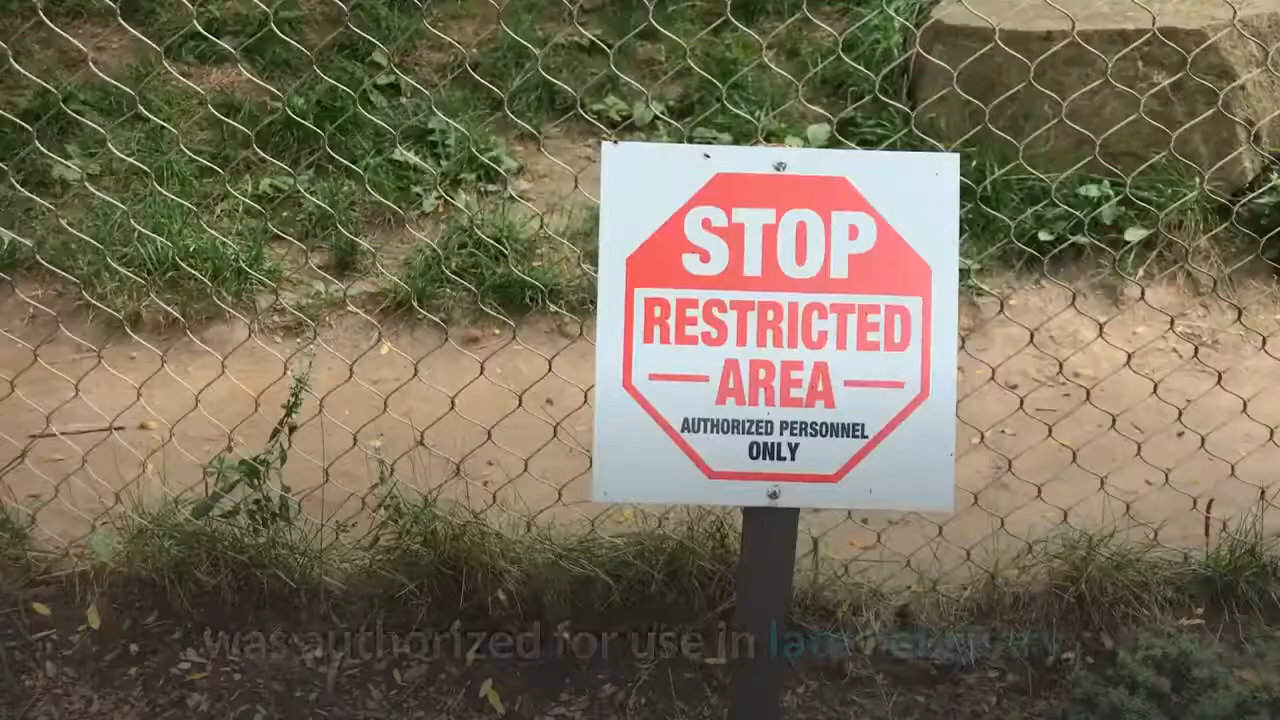 STOP
RESTRICTED
AREA
AUTHORIZED PERSONNEL
ONLY
was authorized for use in